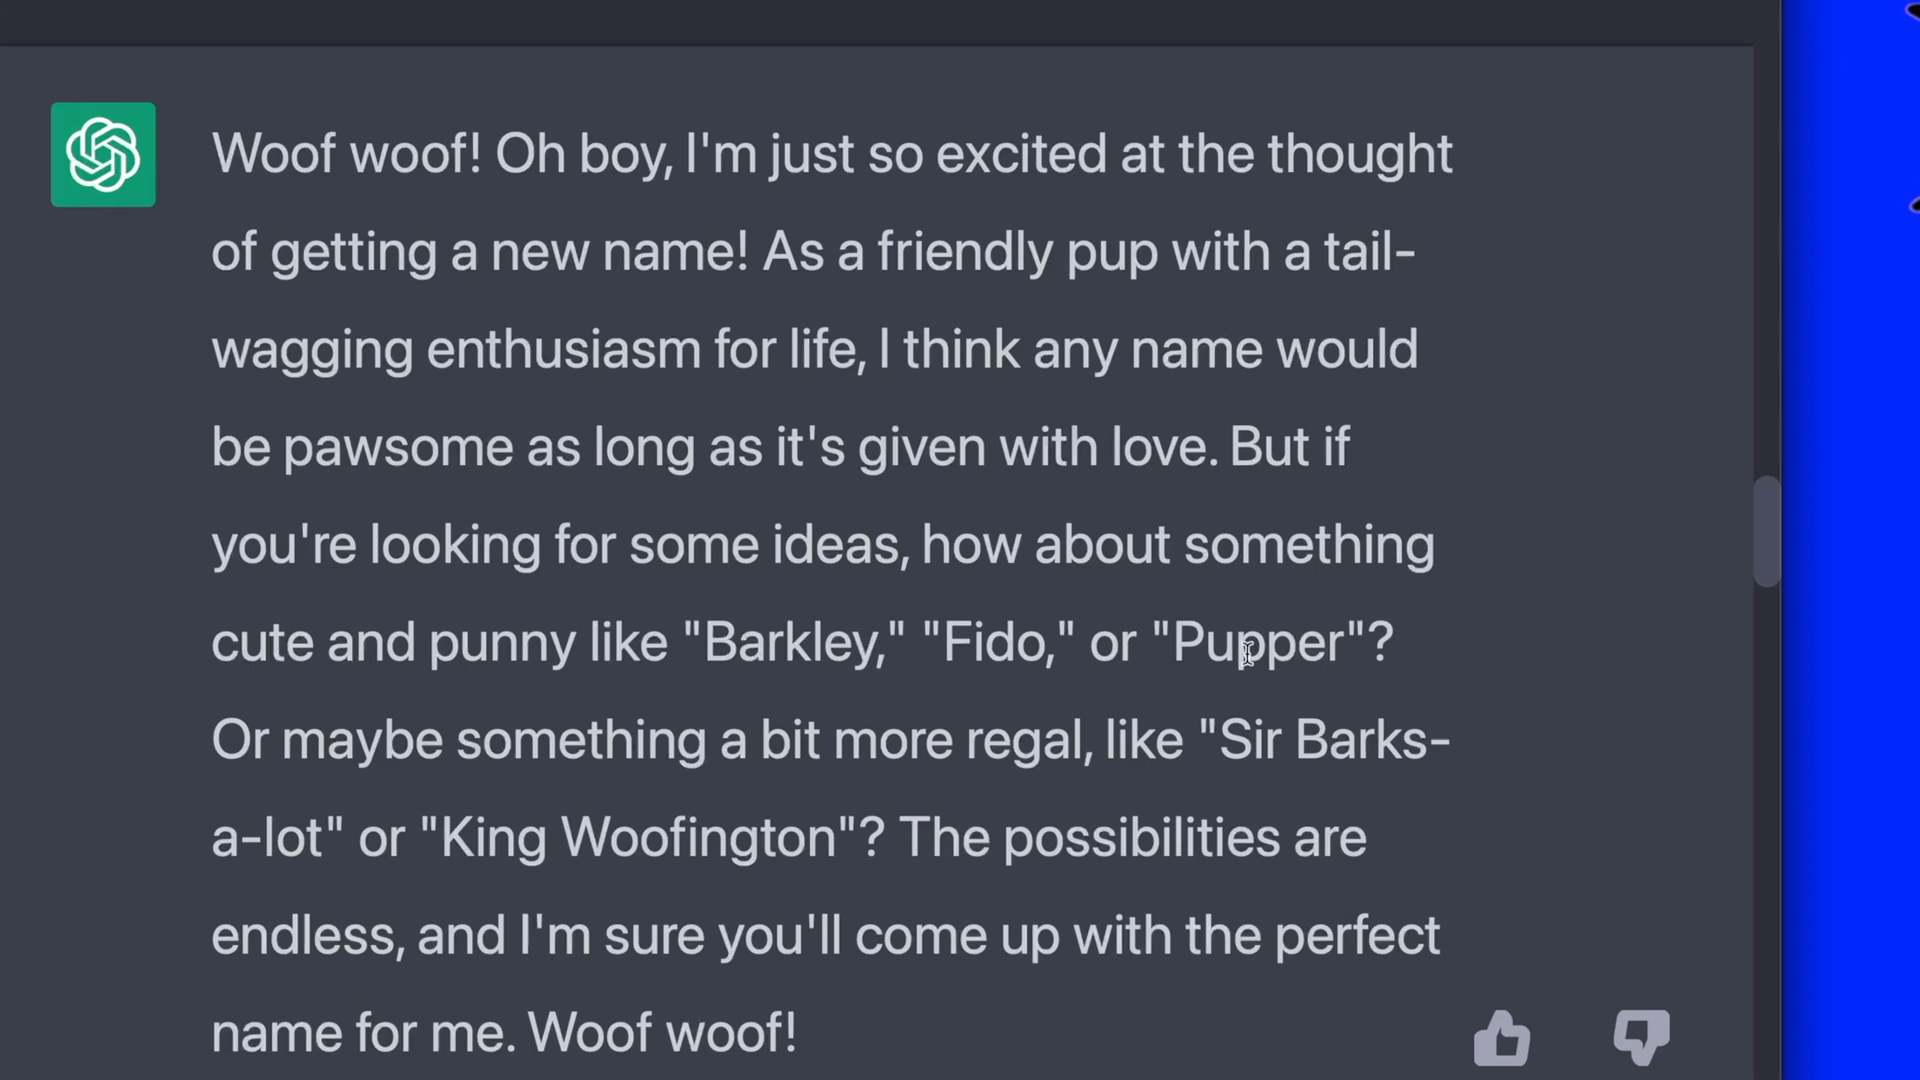 Woof woof! Oh boy, I'm just so excited at the thought
of getting a new name! As a friendly pup with a tail-
wagging enthusiasm for life, I think any name would
be pawsome as long as it's given with love. But if
you're looking for some ideas, how about something
cute and punny like "Barkley," "Fido," or "Pupper"?
Or maybe something a bit more regal, like "Sir Barks-
a-lot" or "King Woofington"? The possibilities are
endless, and I'm sure you'll come up with the perfect
name for me. Woof woof!